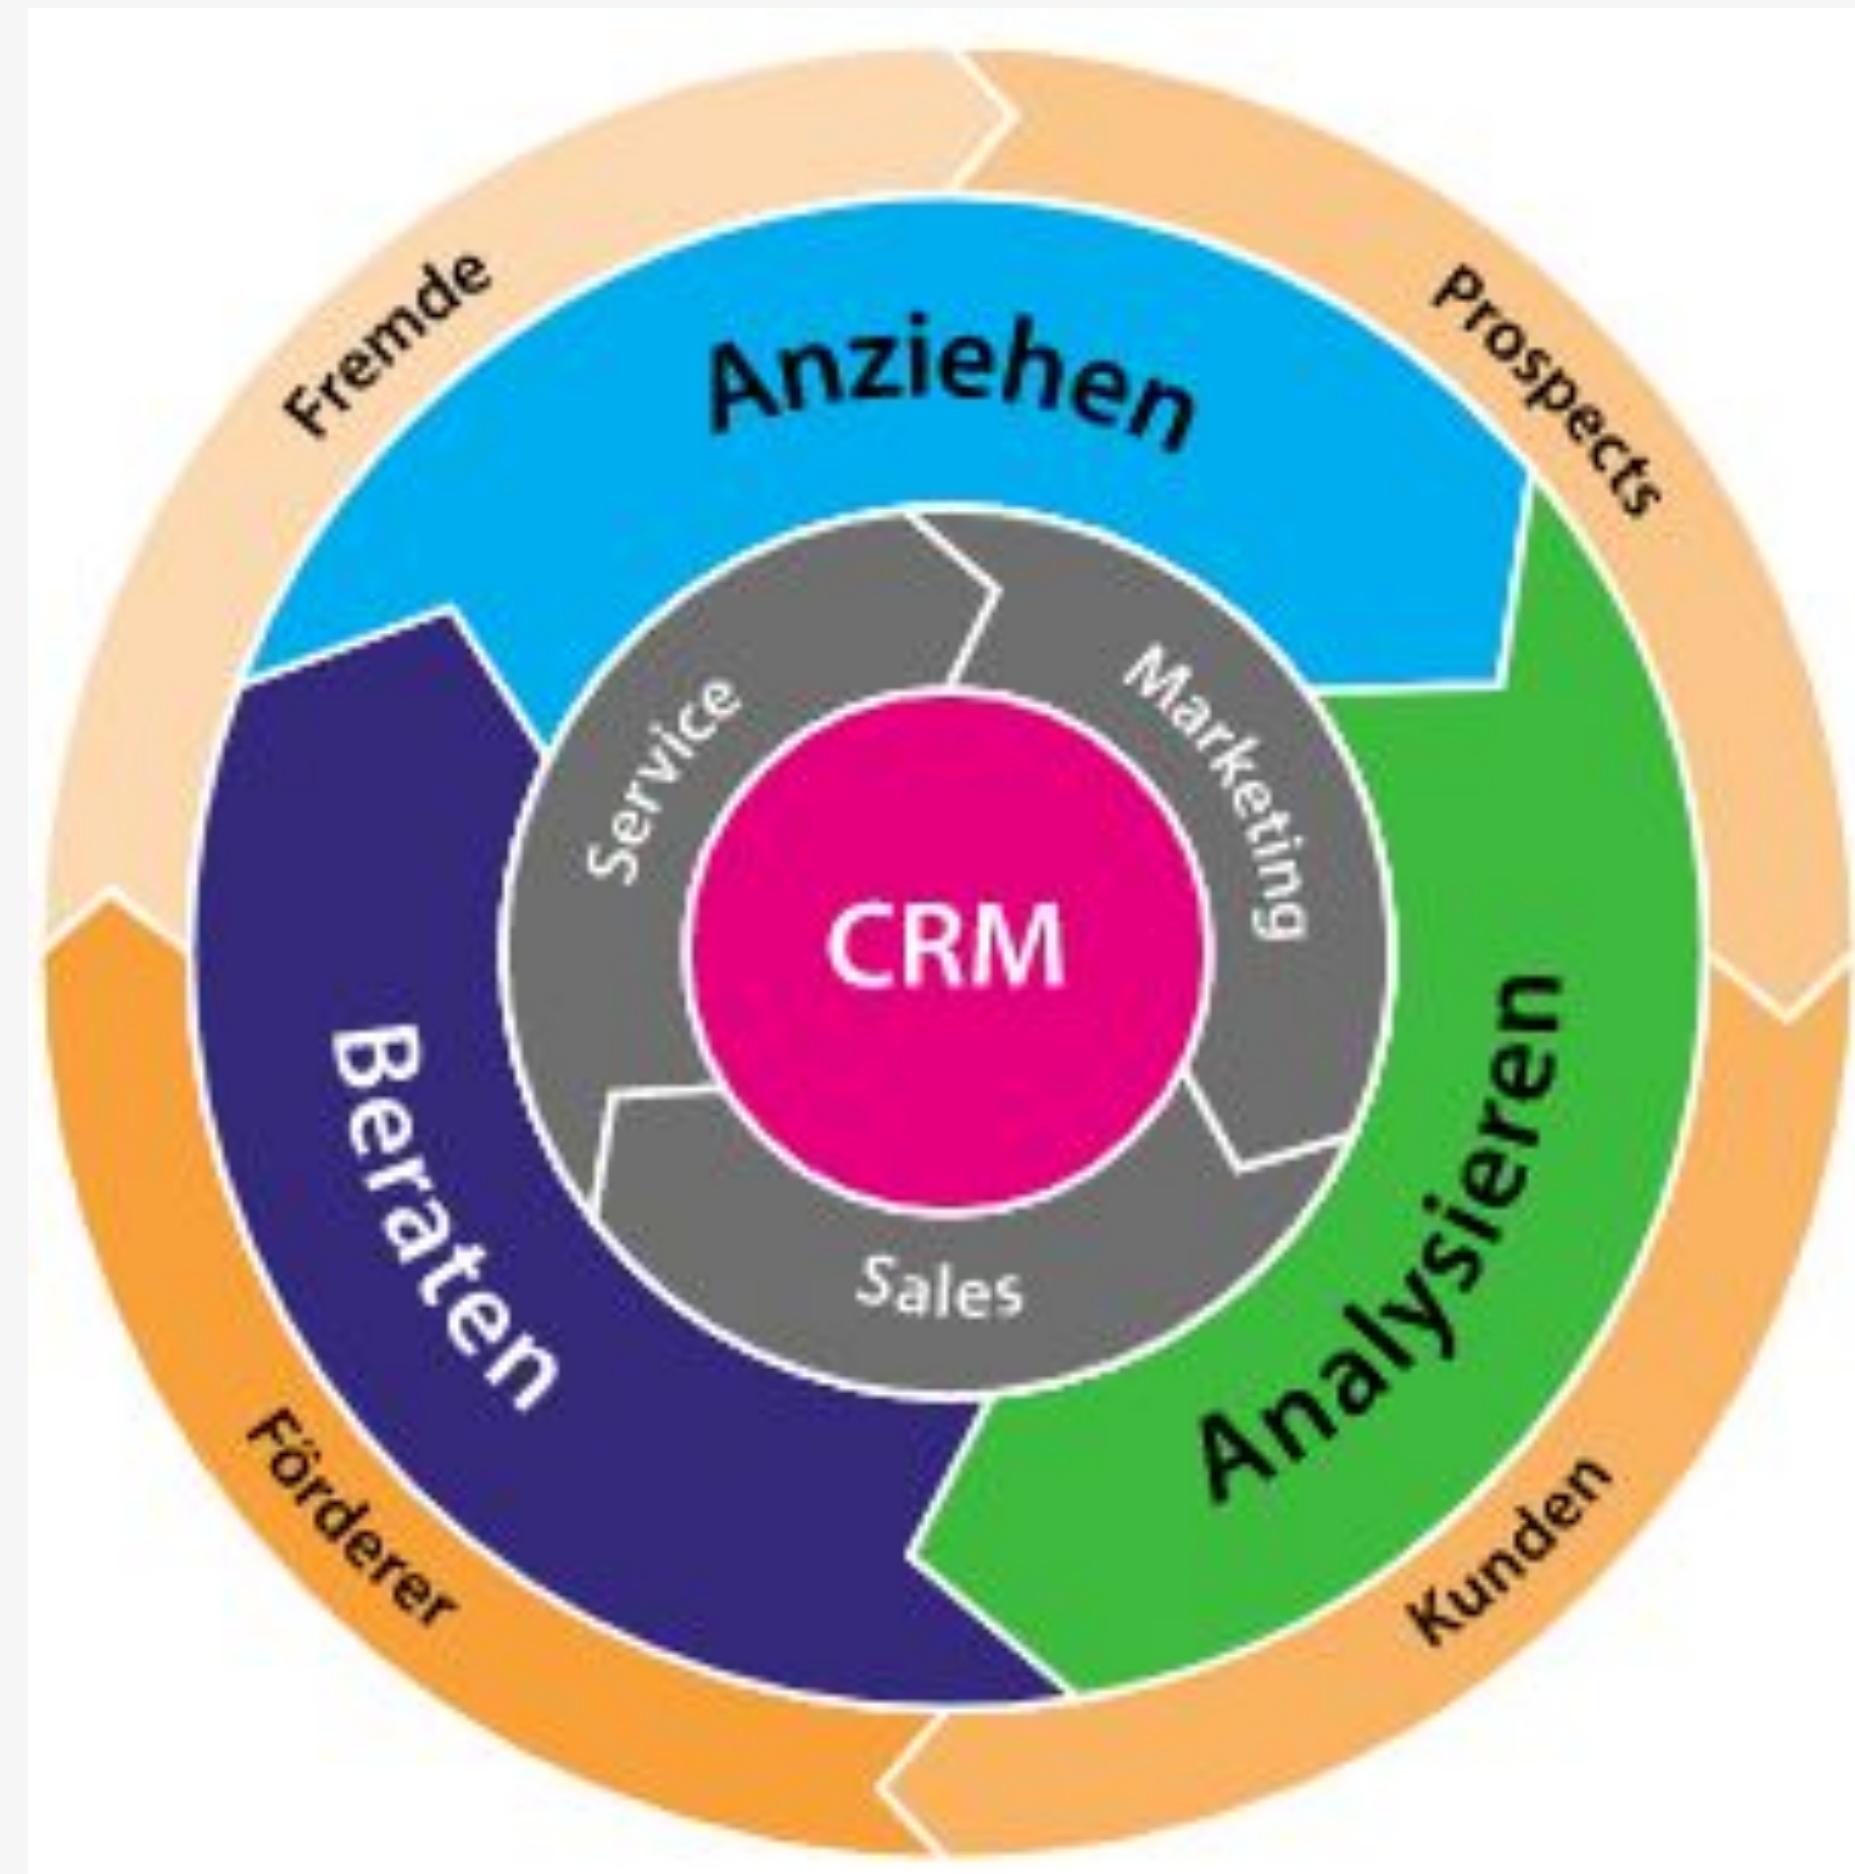 Fremde
Prospects
Kunden
Förderer
Anziehen
Analysieren
Beraten
Service
Marketing
Sales
CRM